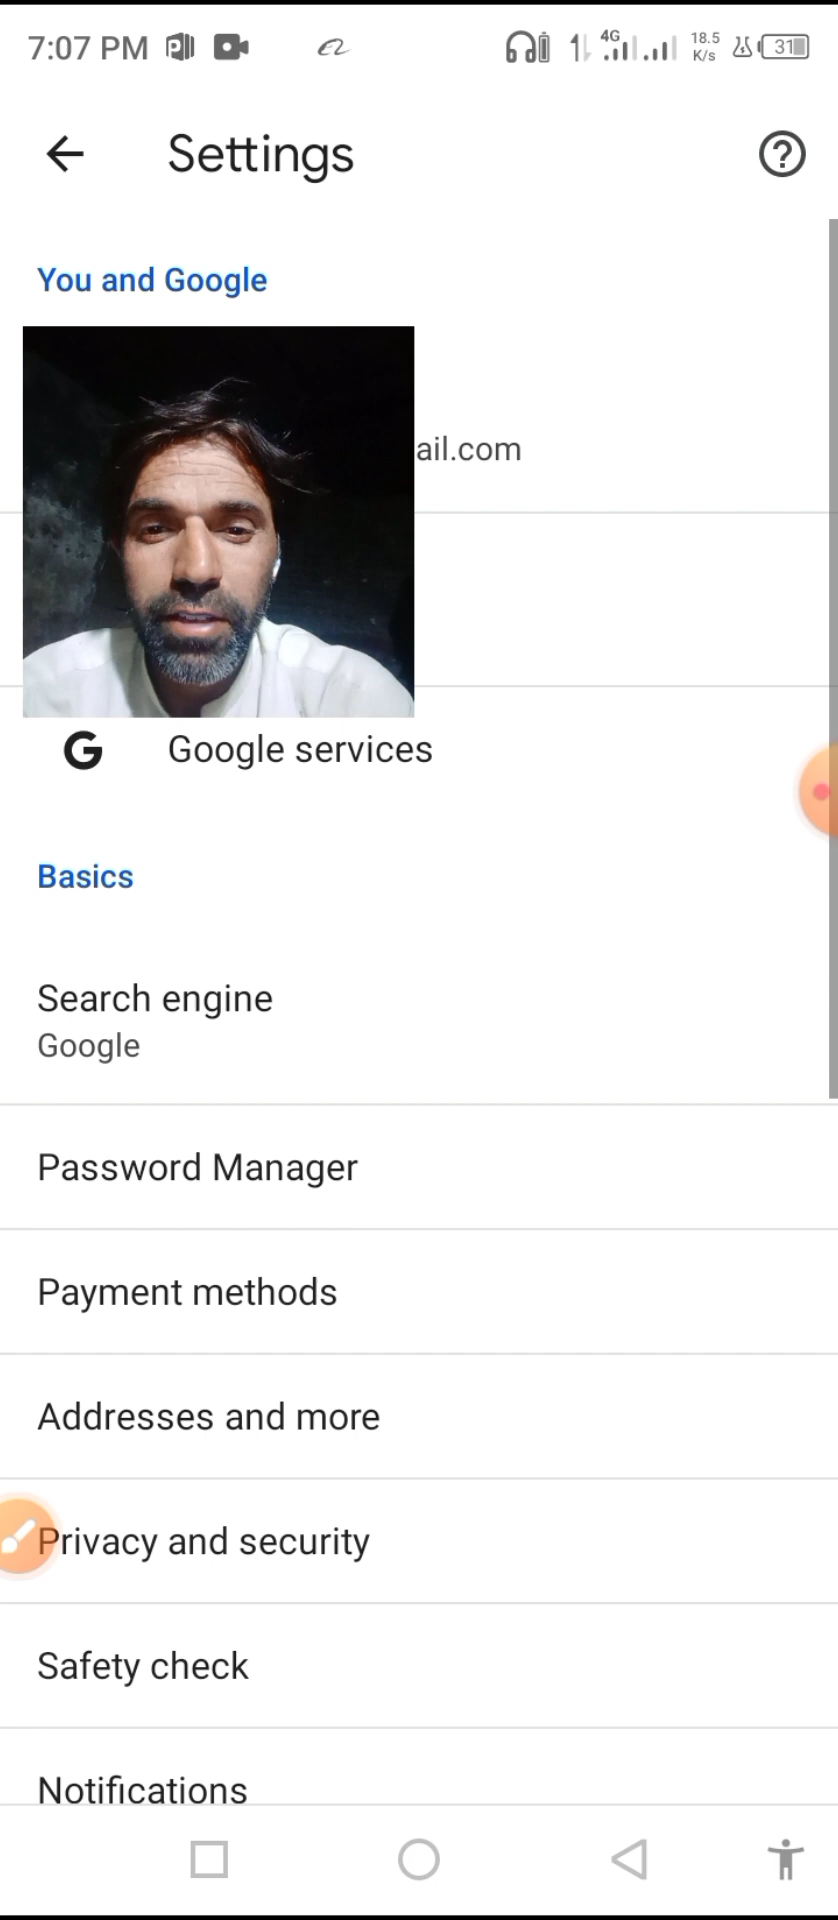 7:07 PM
4G
18.5
K/s
31
Settings
You and Google
ail.com
Google services
Basics
Search engine
Google
Password Manager
Payment methods
Addresses and more
Privacy and security
Safety check
Notifications